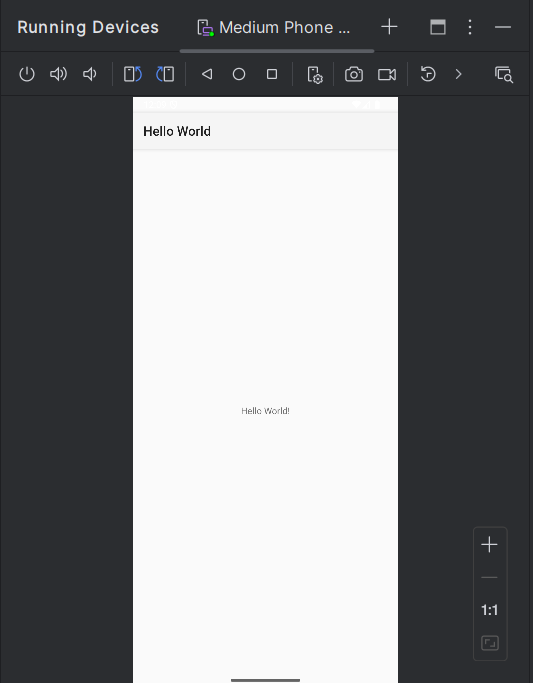 Running Devices
Medium Phone ...
Hello World
Hello World!
1:1